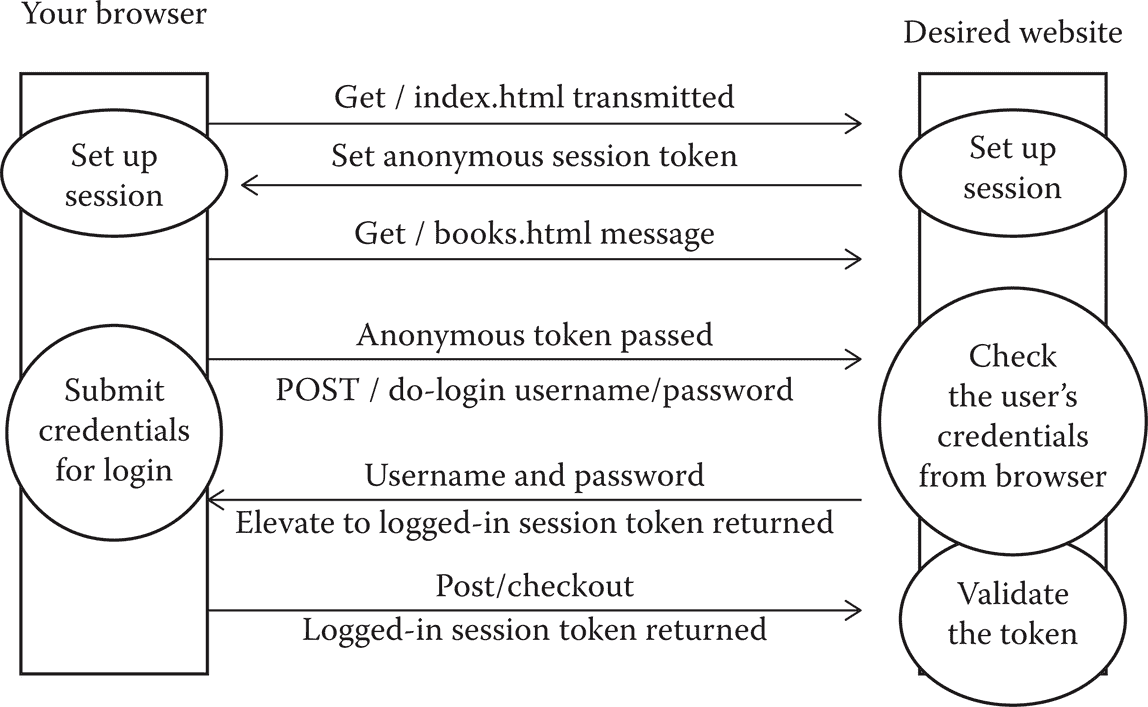 Your browser
Desired website
Get / index.html transmitted
Set up
session
Set anonymous session token
Set up
session
Get / books.html message
Anonymous token passed
POST / do-login username/password
Submit
credentials
for login
Check
the user’s
credentials
from browser
Username and password
Elevate to logged-in session token returned
Post/checkout
Logged-in session token returned
Validate
the token